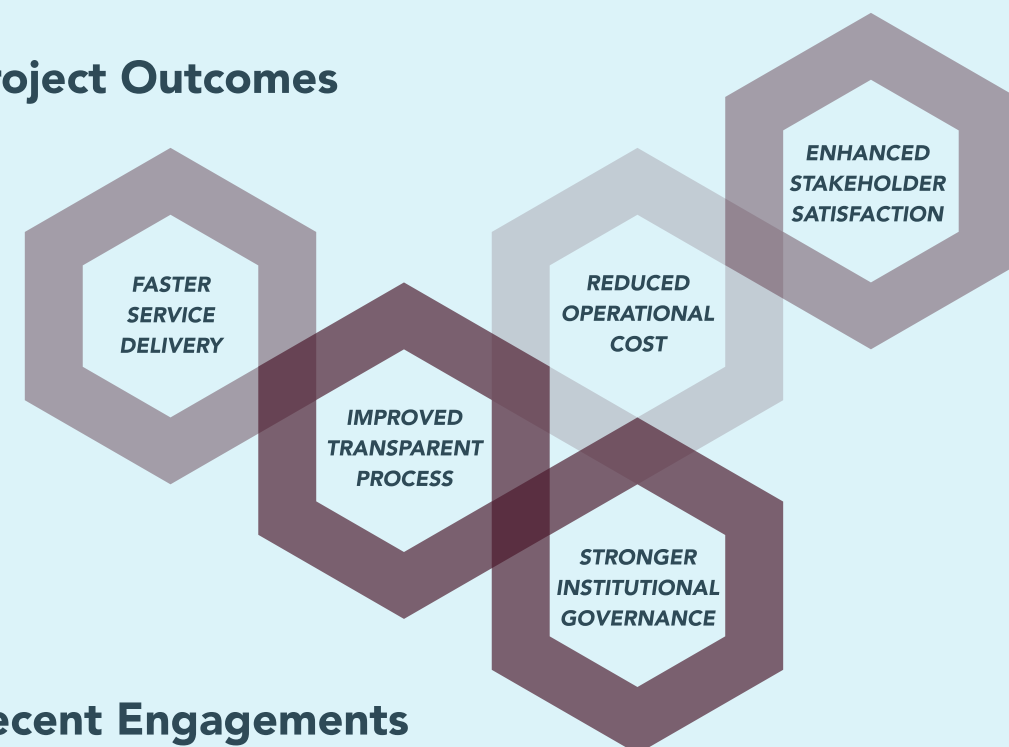 roject Outcomes
ENHANCED
STAKEHOLDER
SATISFACTION
FASTER
SERVICE
DELIVERY
REDUCED
OPERATIONAL
COST
IMPROVED
TRANSPARENT
PROCESS
STRONGER
INSTITUTIONAL
GOVERNANCE
ecent Engagements